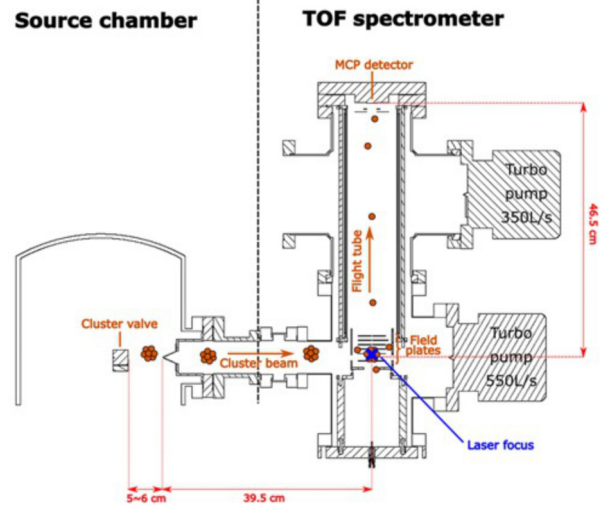 Source chamber
TOF spectrometer
MCP detector
Turbo
pump
350L/s
46.5 cm
Flight tube
Cluster valve
Cluster beam
Field
plates
Turbo
pump
550L/s
Laser focus
5~6 cm
39.5 cm